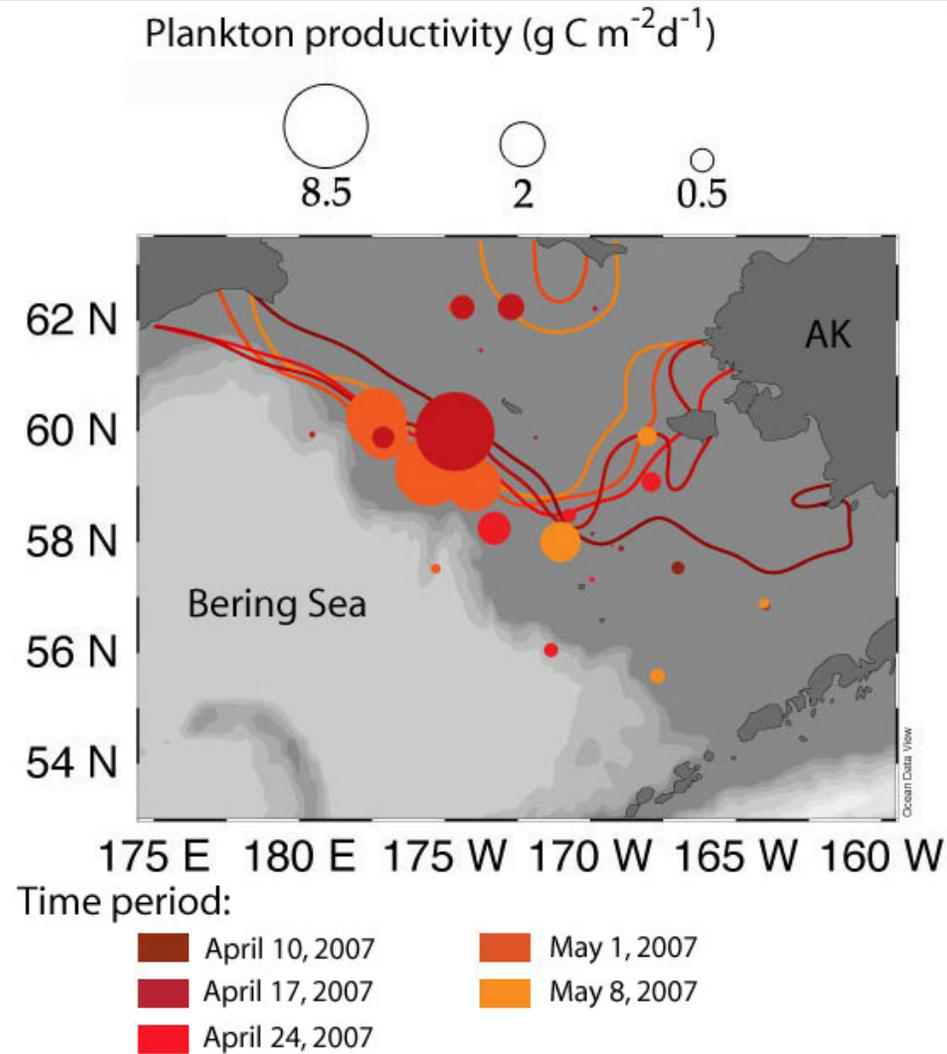 Plankton productivity (g C m⁻²d⁻¹)
8.5 2 0.5
62 N
AK
60 N
58 N
Bering Sea
56 N
54 N
Ocean Data View
175 E 180 E 175 W 170 W 165 W 160 W
Time period:
April 10, 2007 May 1, 2007
April 17, 2007 May 8, 2007
April 24, 2007